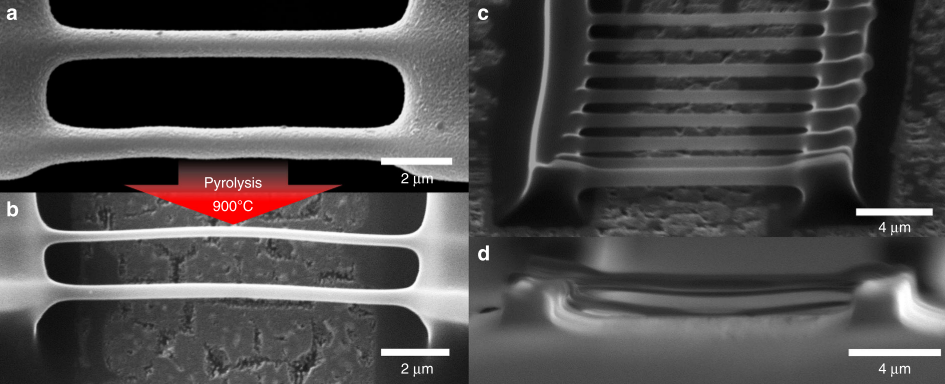 a
2 μm
Pyrolysis
900°C
b
2 μm
c
4 μm
d
4 μm